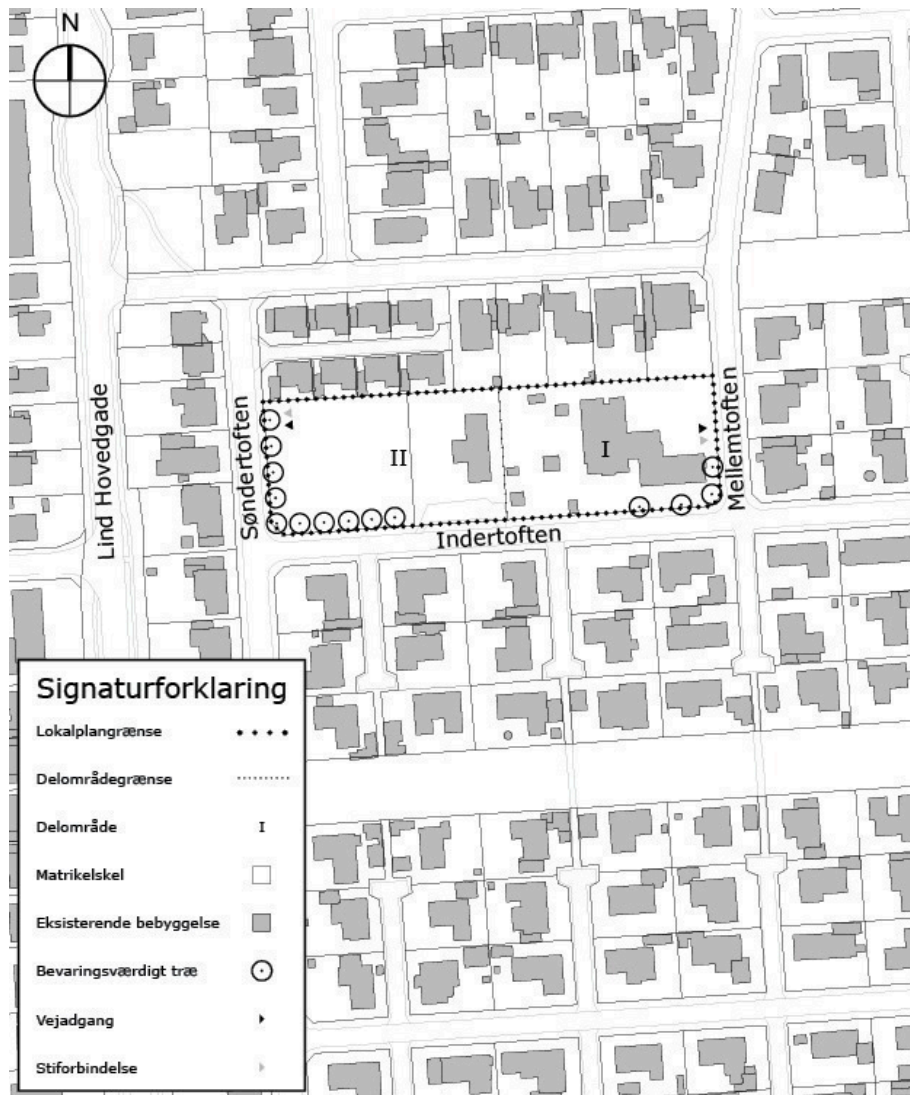 N
Lind Hovedgade
Søndertoften
II
I
Mellemtoften
Indertoften
Signaturforklaring
Lokalplangrænse
Delområdegrænse
Delområde I
Matrikelskel
Eksisterende bebyggelse
Bevaringsværdigt træ
Vejadgang
Stiforbindelse